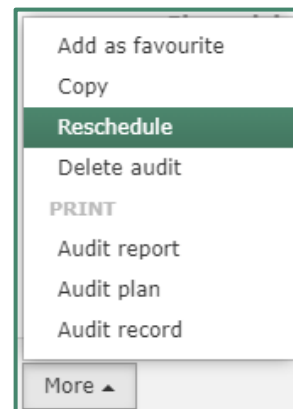 Add as favourite
Copy
Reschedule
Delete audit
PRINT
Audit report
Audit plan
Audit record
More ▲